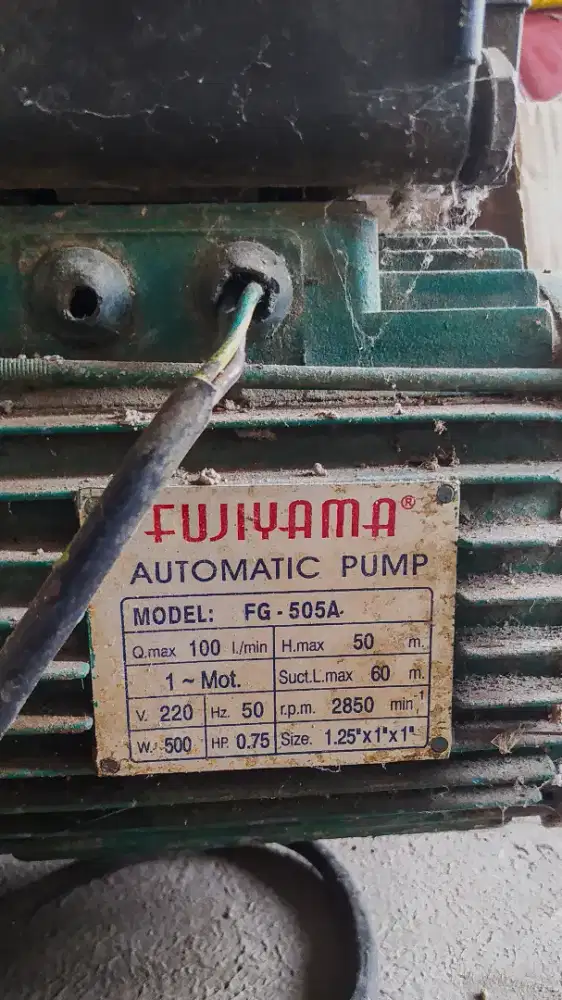 FUJIYAMA®
AUTOMATIC PUMP
MODEL: FG - 505A
Q.max 100 l./min H.max 50 m.
1 ~ Mot. Suct.L.max 60 m.
V. 220 Hz. 50 r.p.m. 2850 min⁻¹
W. 500 HP. 0.75 Size. 1.25"x1"x1"